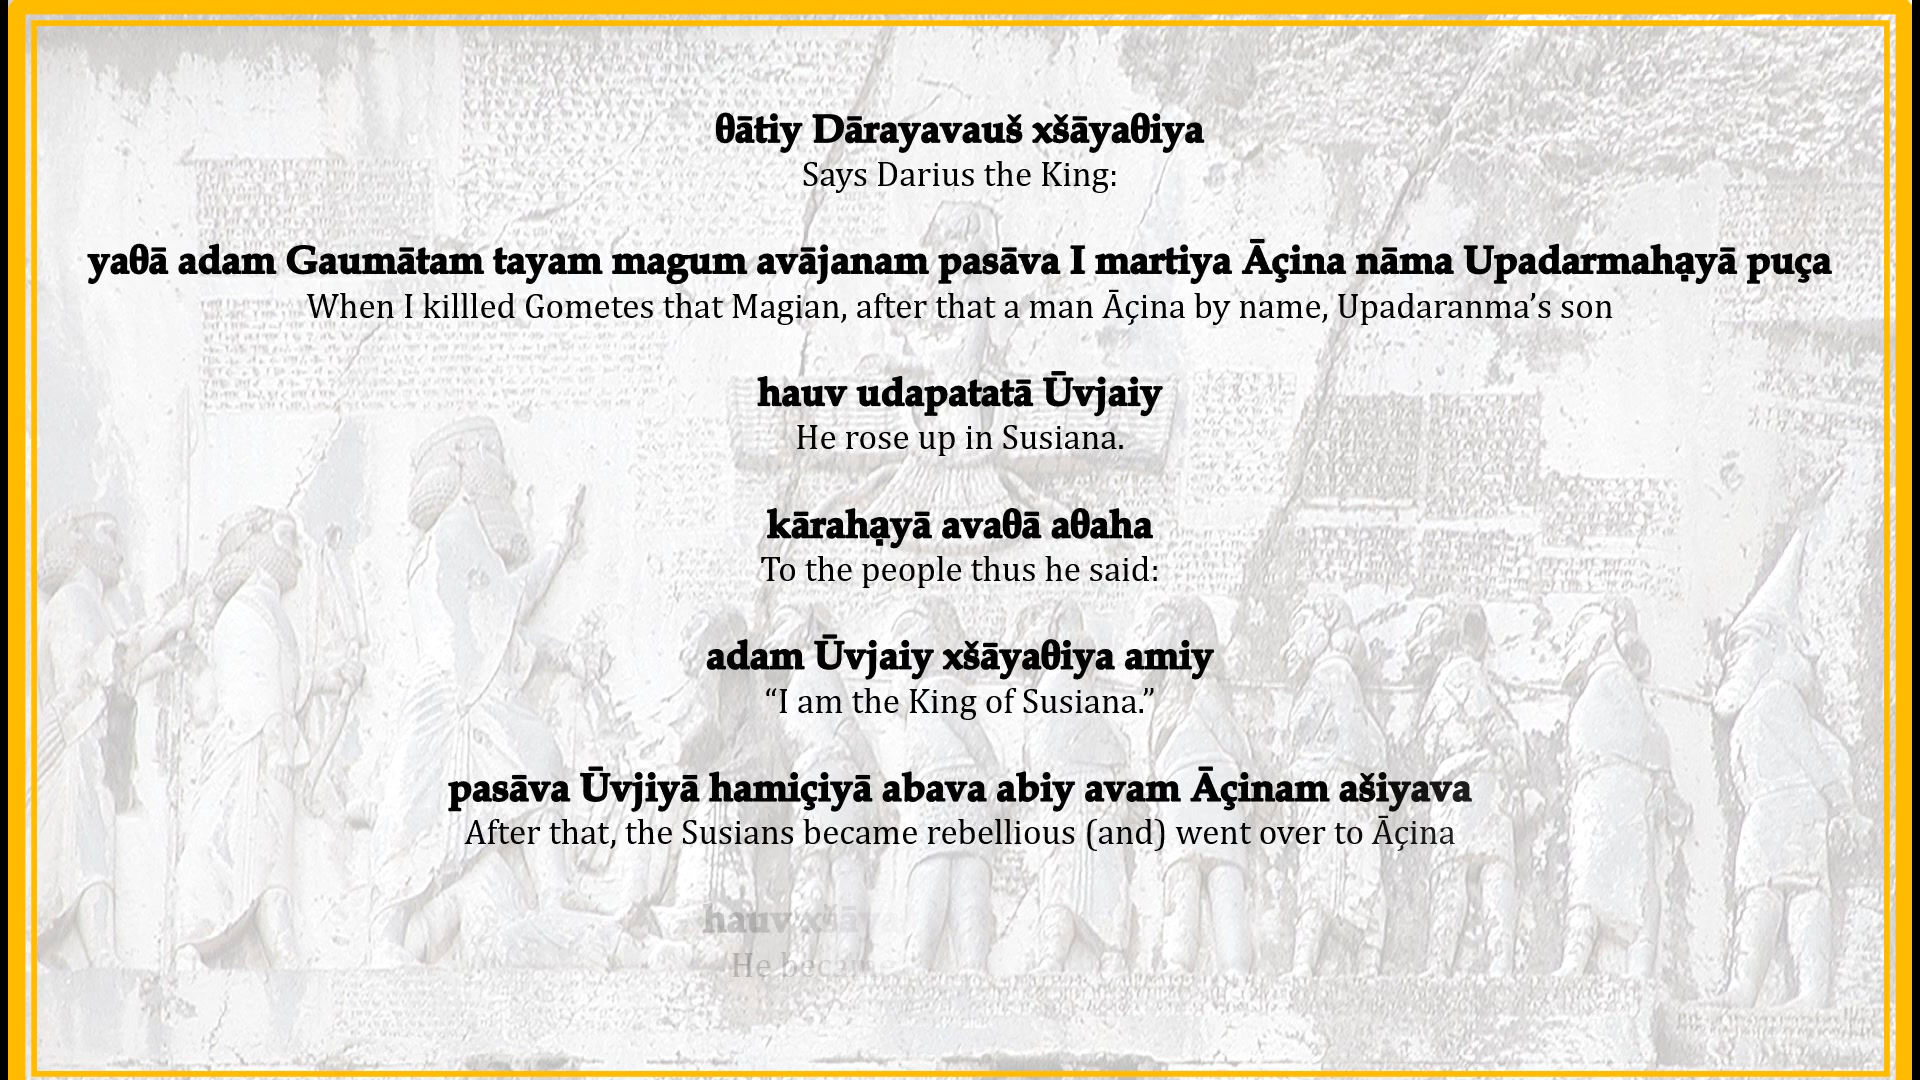 θātiy Dārayavauš xšāyaθiya
Says Darius the King:
yaθā adam Gaumātam tayam magum avājanam pasāva I martiya Āçina nāma Upadarmahạyā puça
When I killled Gometes that Magian, after that a man Āçina by name, Upadaranma’s son
hauv udapatatā Ūvjaiy
He rose up in Susiana.
kārahạyā avaθā aθaha
To the people thus he said:
adam Ūvjaiy xšāyaθiya amiy
“I am the King of Susiana.”
pasāva Ūvjiyā hamiçiyā abava abiy avam Āçinam ašiyava
After that, the Susians became rebellious (and) went over to Āçina
hauv xšāya
He became